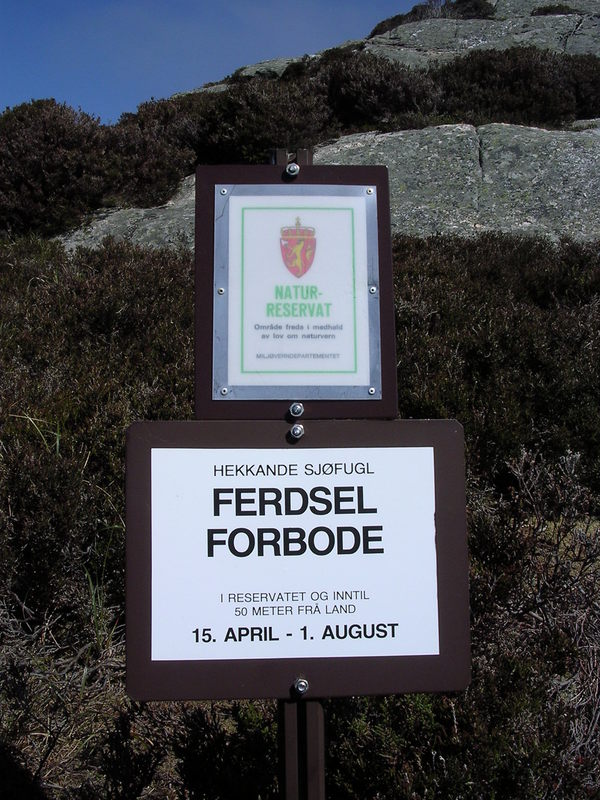 NATUR-
RESERVAT
Område freda i medhald
av lov om naturvern
MILJØVERNDEPARTEMENTET
HEKKANDE SJØFUGL
FERDSEL
FORBODE
I RESERVATET OG INNTIL
50 METER FRÅ LAND
15. APRIL - 1. AUGUST